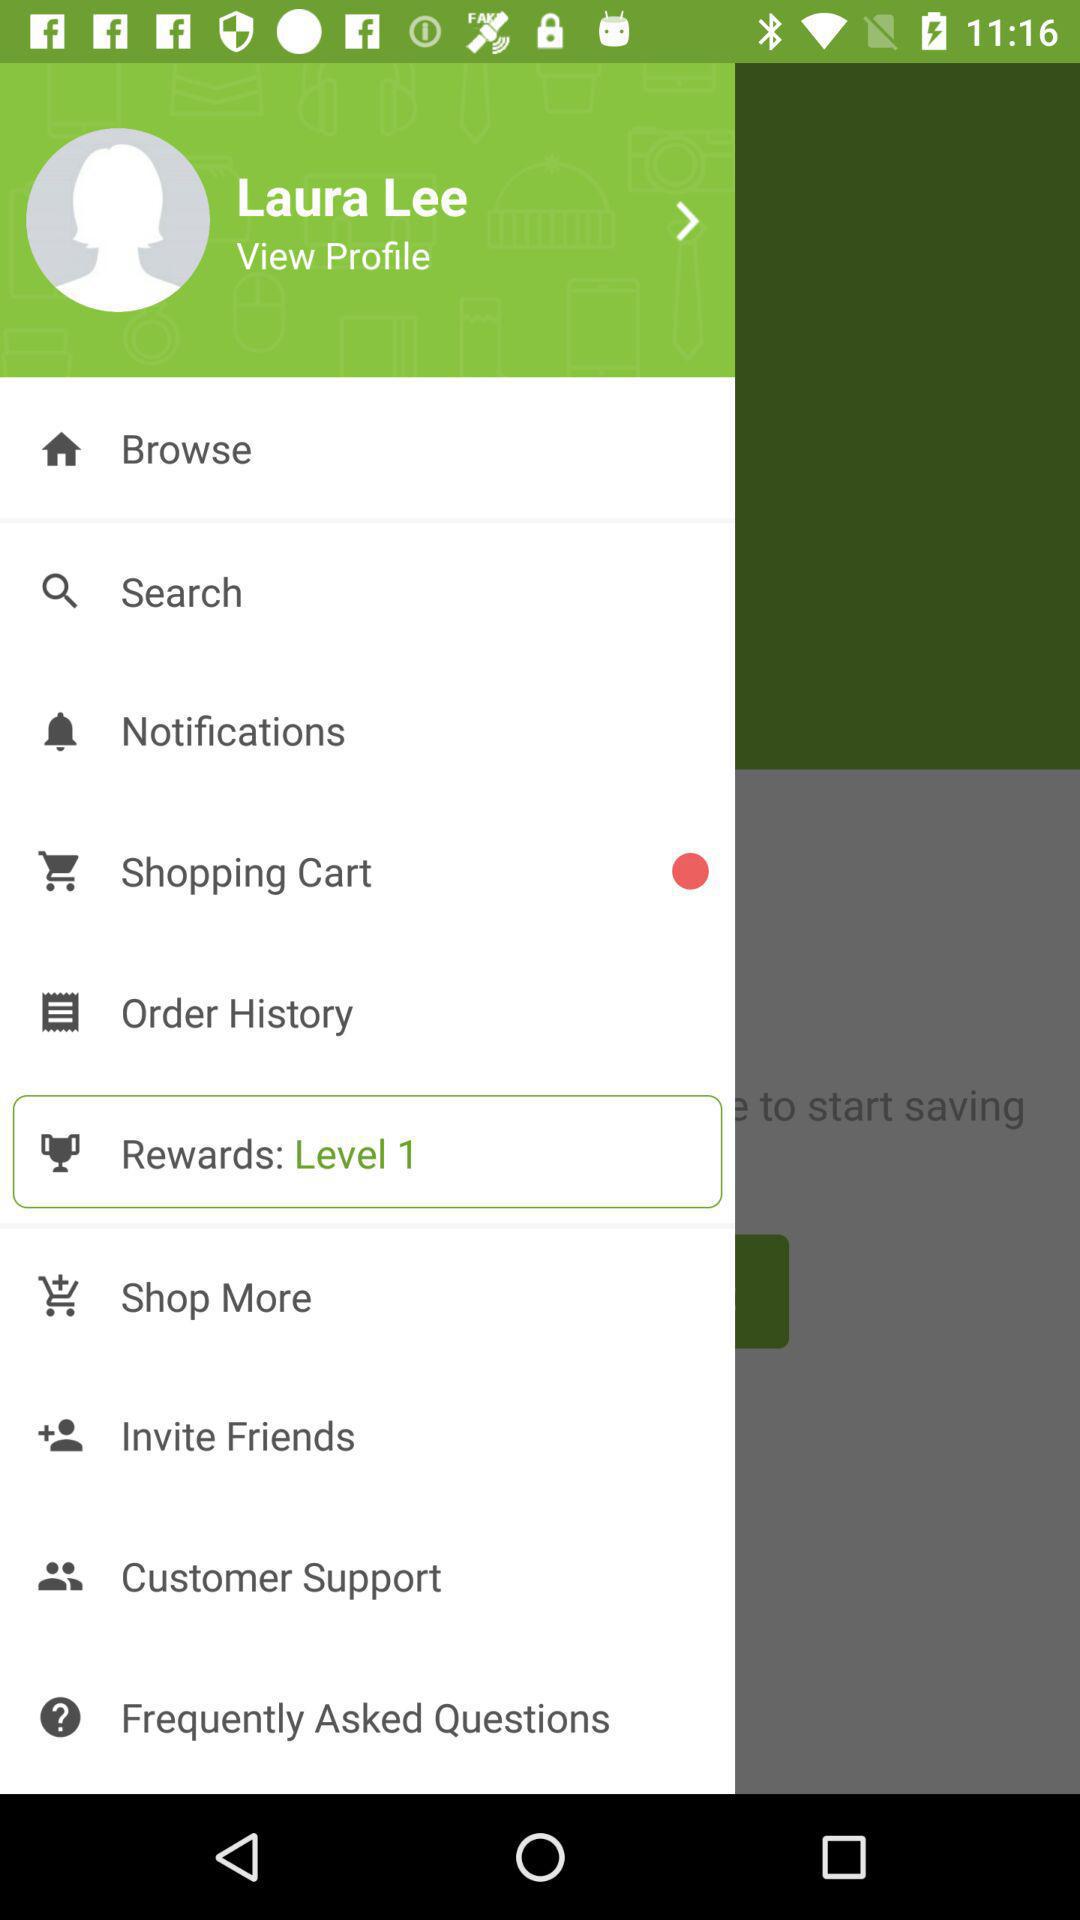 FAKE
11:16
Laura Lee
View Profile
Browse
Search
Notifications
Shopping Cart
Order History
e to start saving
Rewards: Level 1
Shop More
Invite Friends
Customer Support
Frequently Asked Questions